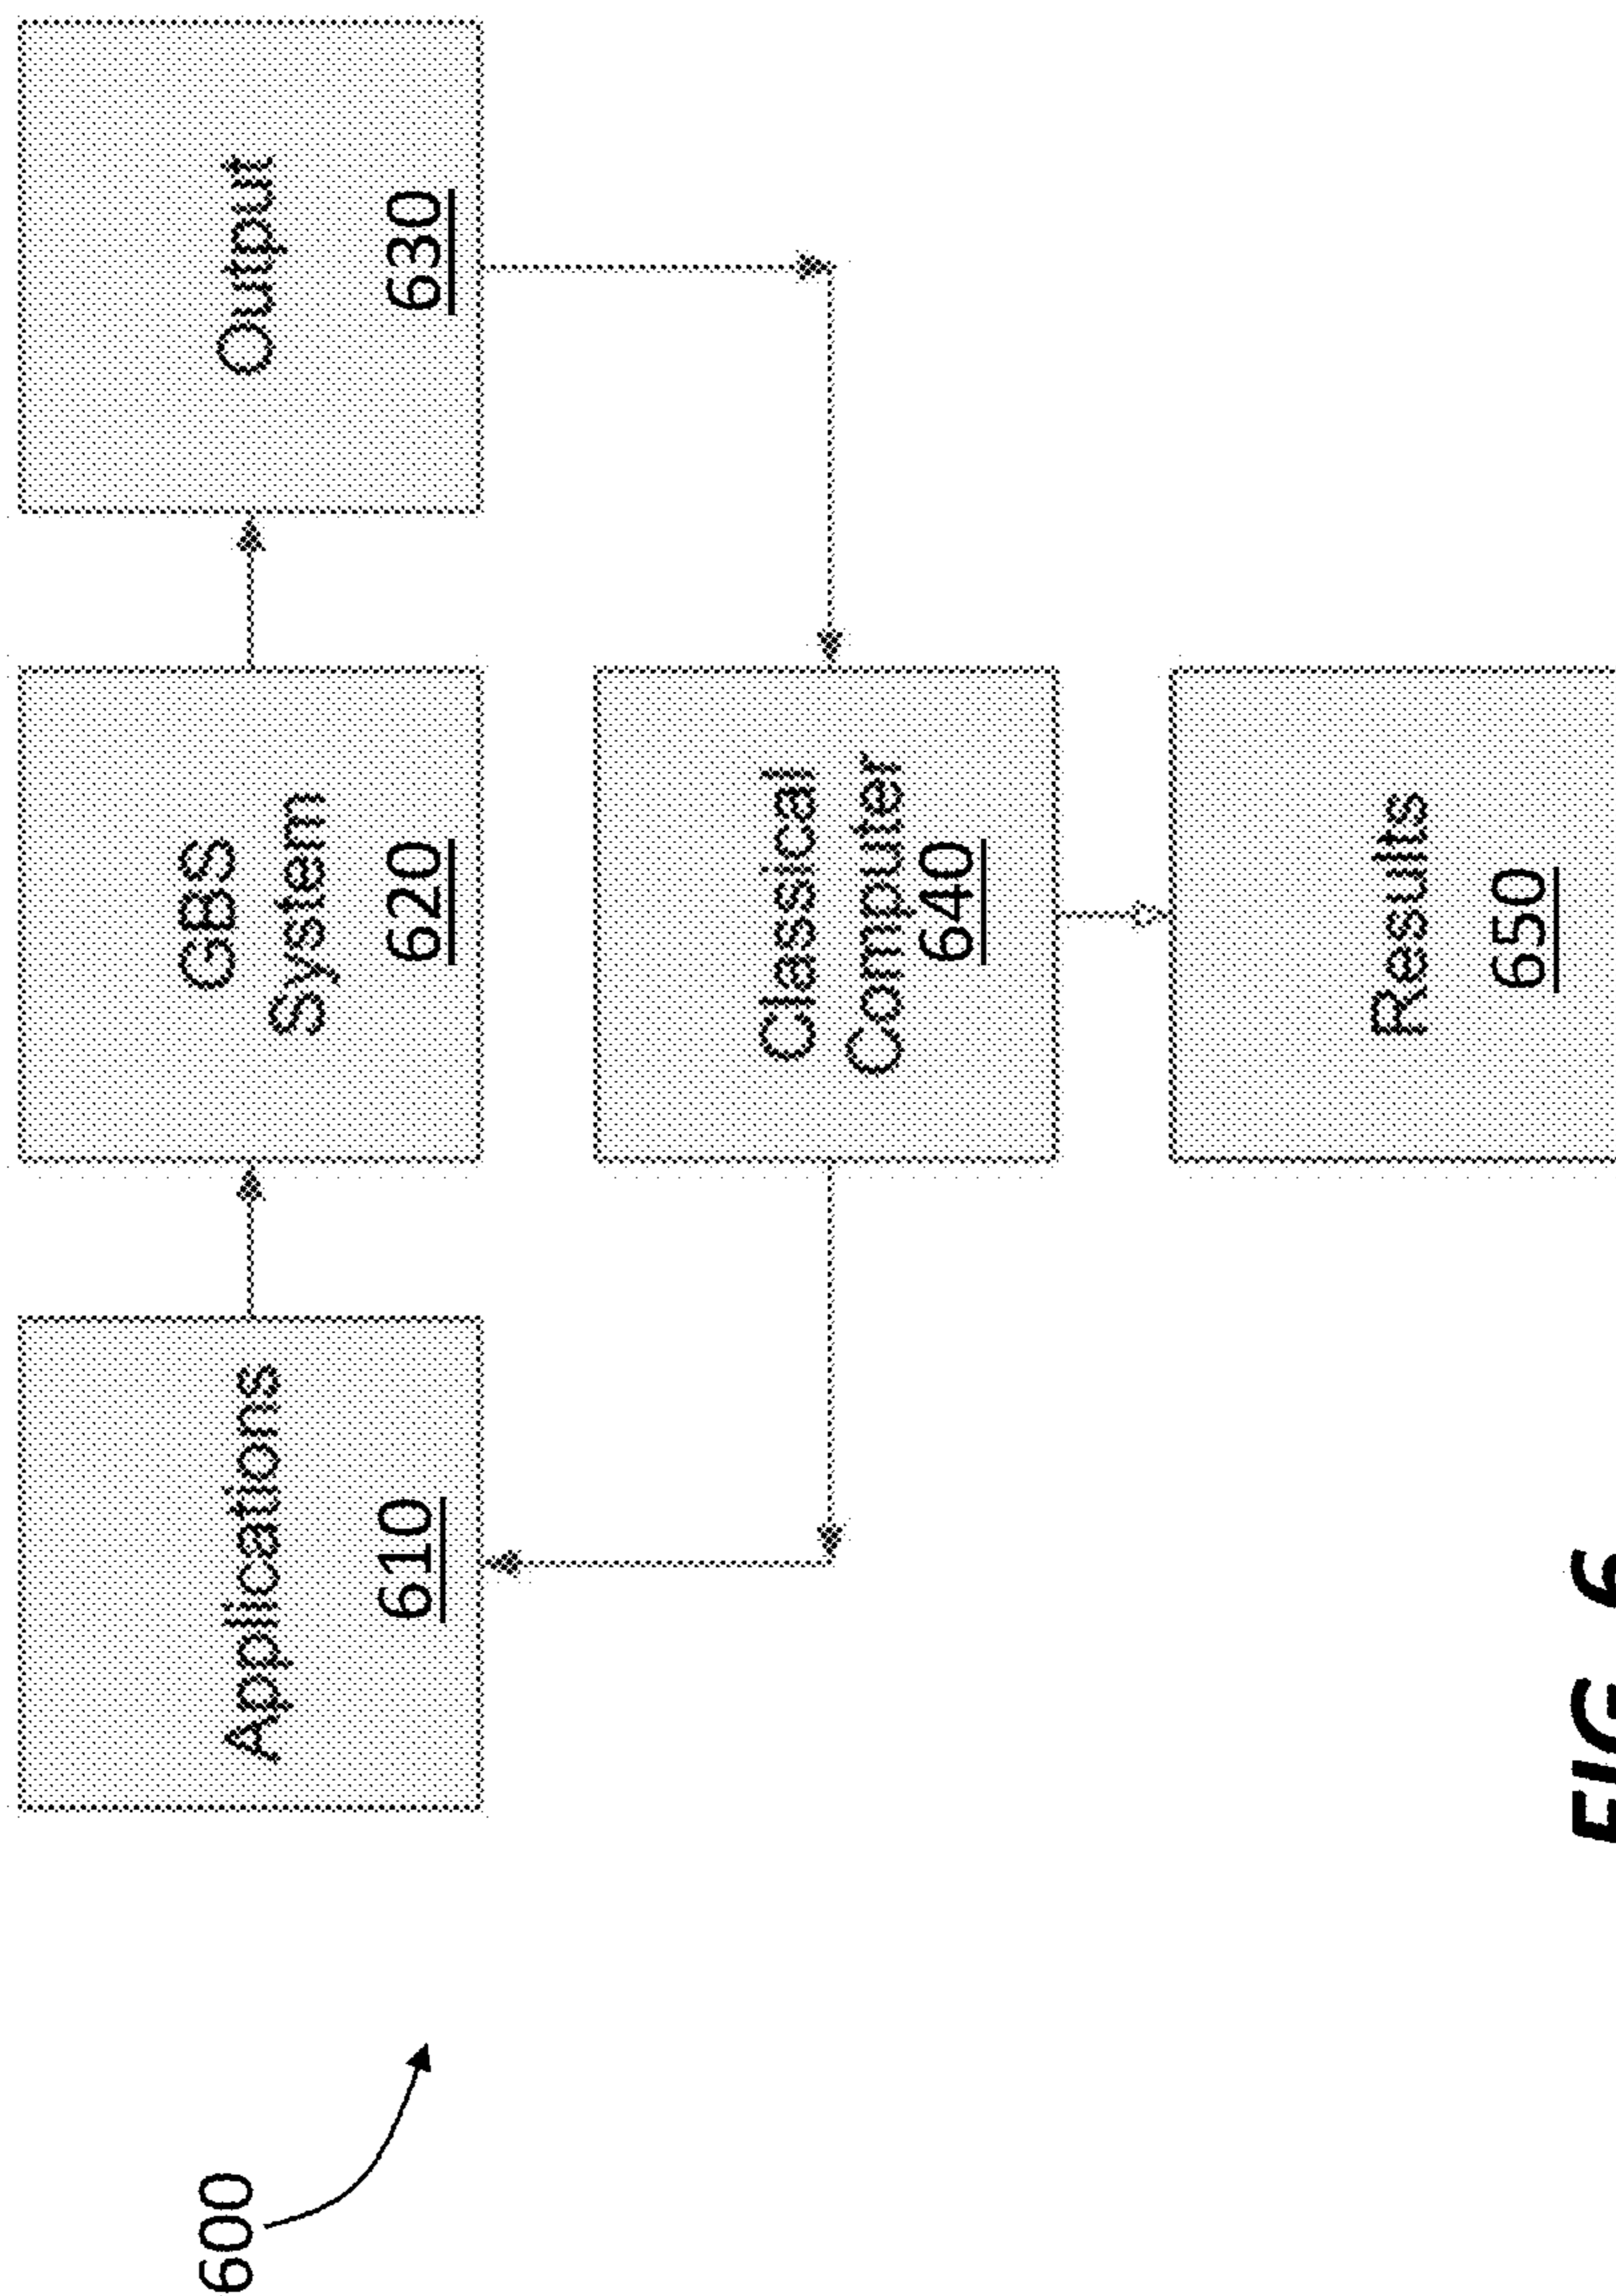 600
Applications
610
GBS
System
620
Output
630
Classical
Computer
640
Results
650
FIG. 6